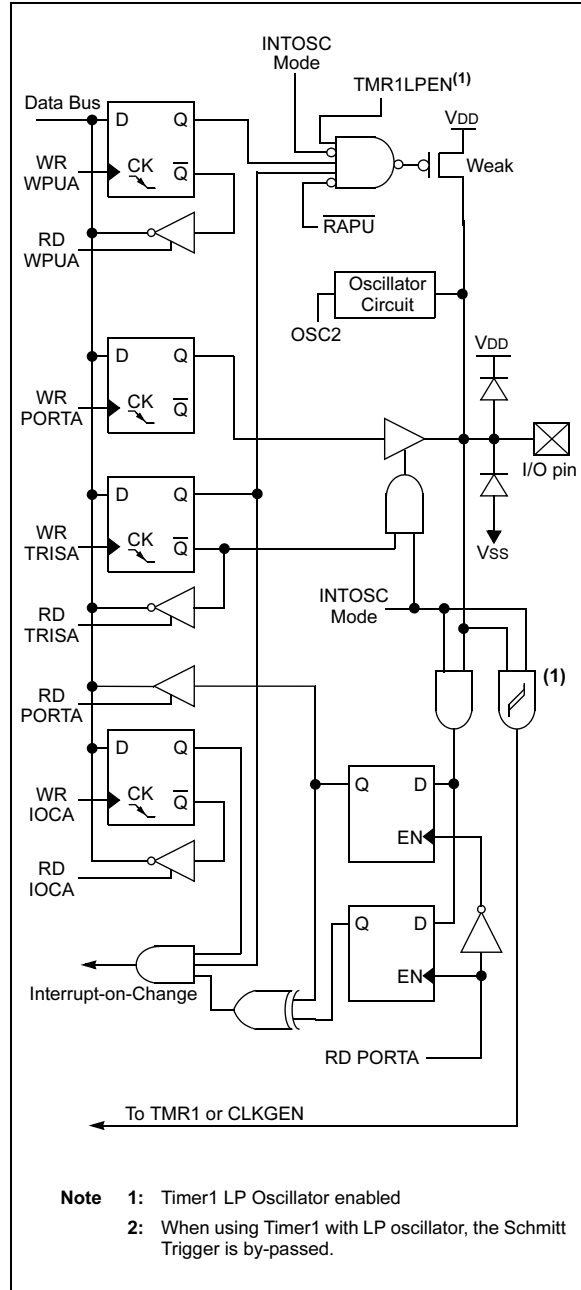 INTOSC
Mode
TMR1LPEN(1)
Data Bus
D Q
VDD
WR
WPUA
CK Q
Weak
RAPU
RD
WPUA
Oscillator
Circuit
OSC2
D Q
VDD
WR
PORTA
CK Q
I/O pin
D Q
WR
TRISA
CK Q
VSS
INTOSC
Mode
RD
TRISA
(1)
RD
PORTA
D Q
Q D
WR
IOCA
CK Q
EN
RD
IOCA
Q D
EN
Interrupt-on-Change
RD PORTA
To TMR1 or CLKGEN
Note 1: Timer1 LP Oscillator enabled
2: When using Timer1 with LP oscillator, the Schmitt
Trigger is by-passed.